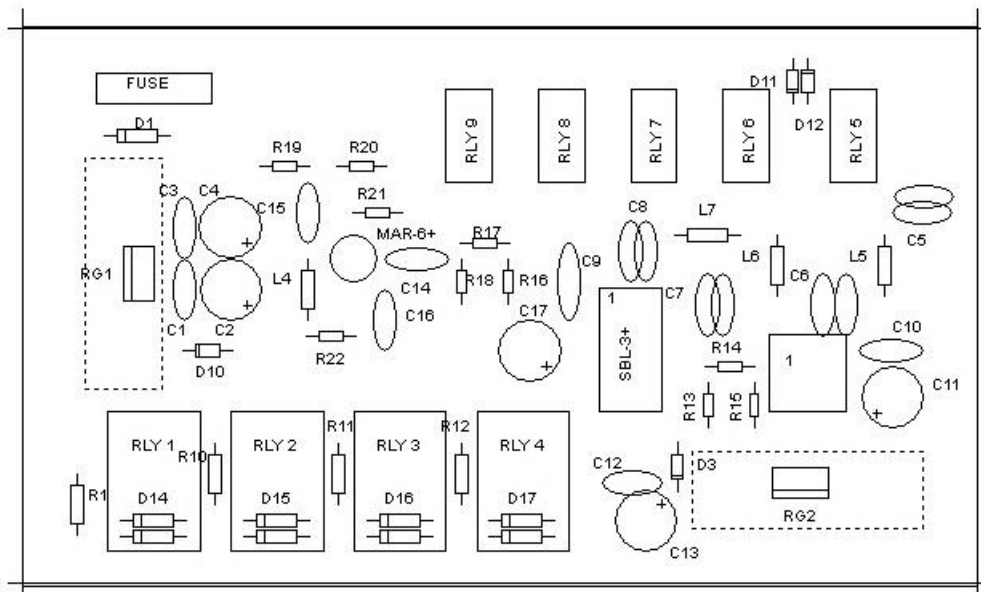 FUSE
D11
D1
D12
RLY 9
RLY 8
RLY 7
RLY 6
RLY 5
R19
R20
C3
C4
C15
R21
C8
L7
MAR-6+
R17
C5
RG1
L4
R18
R16
C9
L6
C6
L5
C14
C7
1
C1
C2
C16
C17
C10
R22
D10
SBL-3+
R14
1
C11
R13
R15
RLY 1
RLY 2
RLY 3
RLY 4
R10
R11
R12
C12
D3
R1
D14
D15
D16
D17
RG2
C13